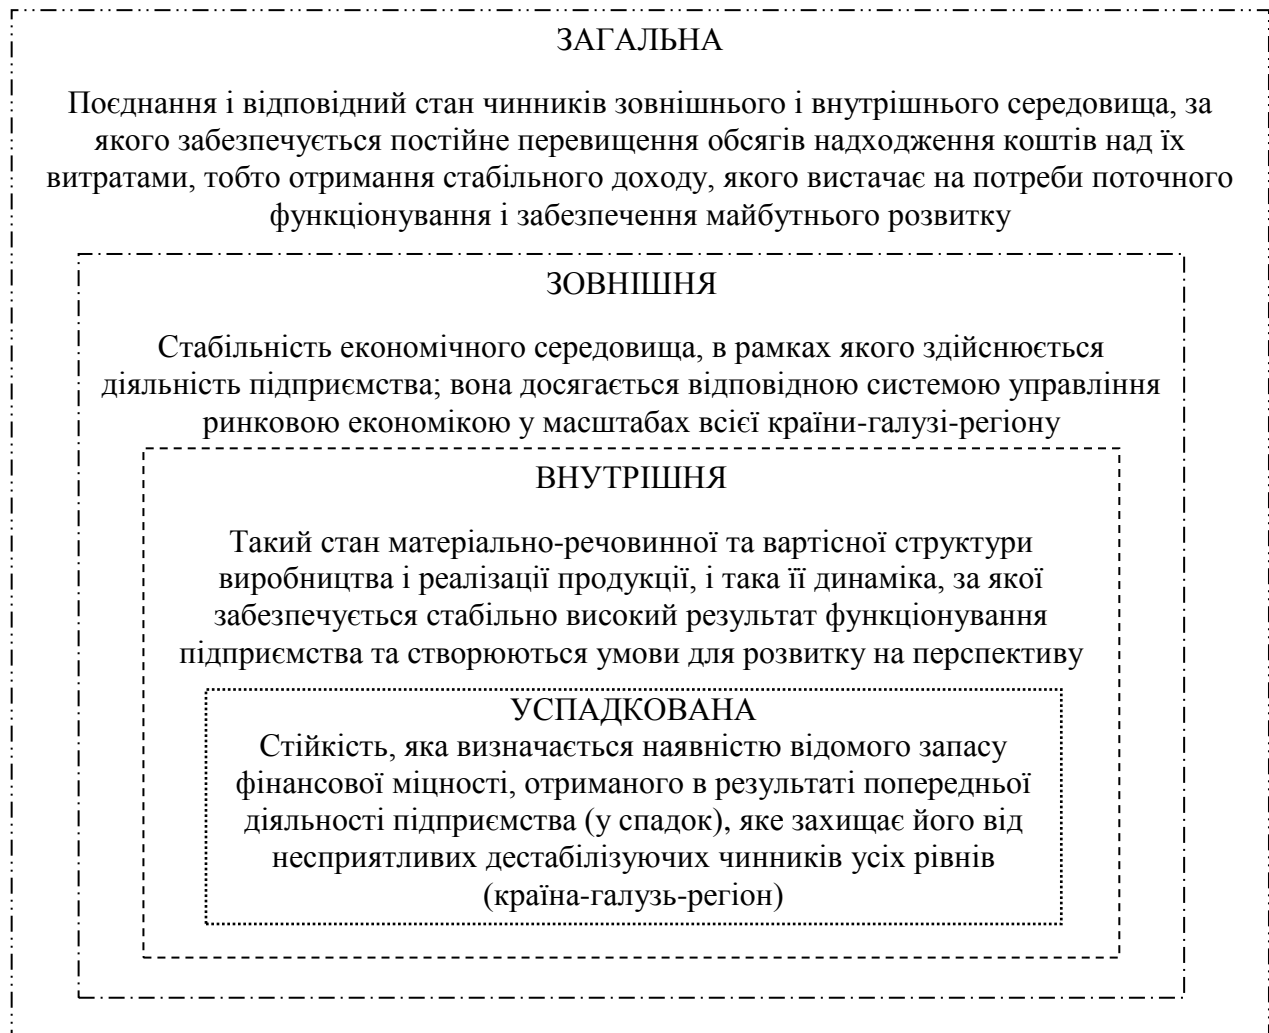 ЗАГАЛЬНА
Поєднання і відповідний стан чинників зовнішнього і внутрішнього середовища, за
якого забезпечується постійне перевищення обсягів надходження коштів над їх
витратами, тобто отримання стабільного доходу, якого вистачає на потреби поточного
функціонування і забезпечення майбутнього розвитку
ЗОВНІШНЯ
Стабільність економічного середовища, в рамках якого здійснюється
діяльність підприємства; вона досягається відповідною системою управління
ринковою економікою у масштабах всієї країни-галузі-регіону
ВНУТРІШНЯ
Такий стан матеріально-речовинної та вартісної структури
виробництва і реалізації продукції, і така її динаміка, за якої
забезпечується стабільно високий результат функціонування
підприємства та створюються умови для розвитку на перспективу
УСПАДКОВАНА
Стійкість, яка визначається наявністю відомого запасу
фінансової міцності, отриманого в результаті попередньої
діяльності підприємства (у спадок), яке захищає його від
несприятливих дестабілізуючих чинників усіх рівнів
(країна-галузь-регіон)